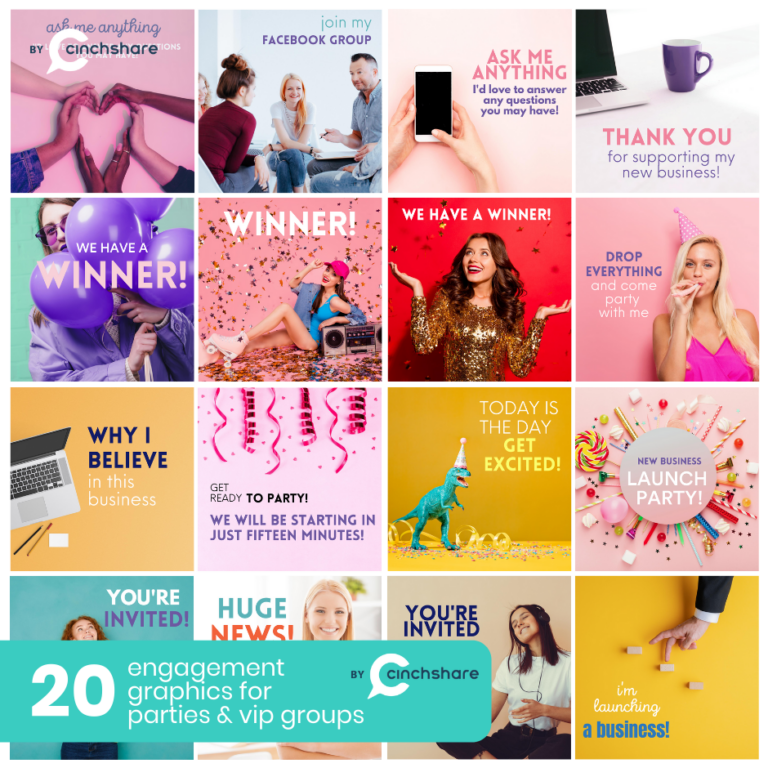 ask me anything
BY cinchshare
YOU MAY HAVE!
join my
FACEBOOK GROUP
ASK ME
ANYTHING
I'd love to answer
any questions
you may have!
THANK YOU
for supporting my
new business!
WE HAVE A
WINNER!
WINNER!
WE HAVE A WINNER!
DROP
EVERYTHING
and come
party
with me
WHY I
BELIEVE
in this
business
GET
READY TO PARTY!
WE WILL BE STARTING IN
JUST FIFTEEN MINUTES!
TODAY IS
THE DAY
GET
EXCITED!
NEW BUSINESS
LAUNCH
PARTY!
YOU'RE
INVITED!
HUGE
NEWS!
YOU'RE
INVITED
i'm
launching
a business!
20 engagement
graphics for
parties & vip groups
BY cinchshare